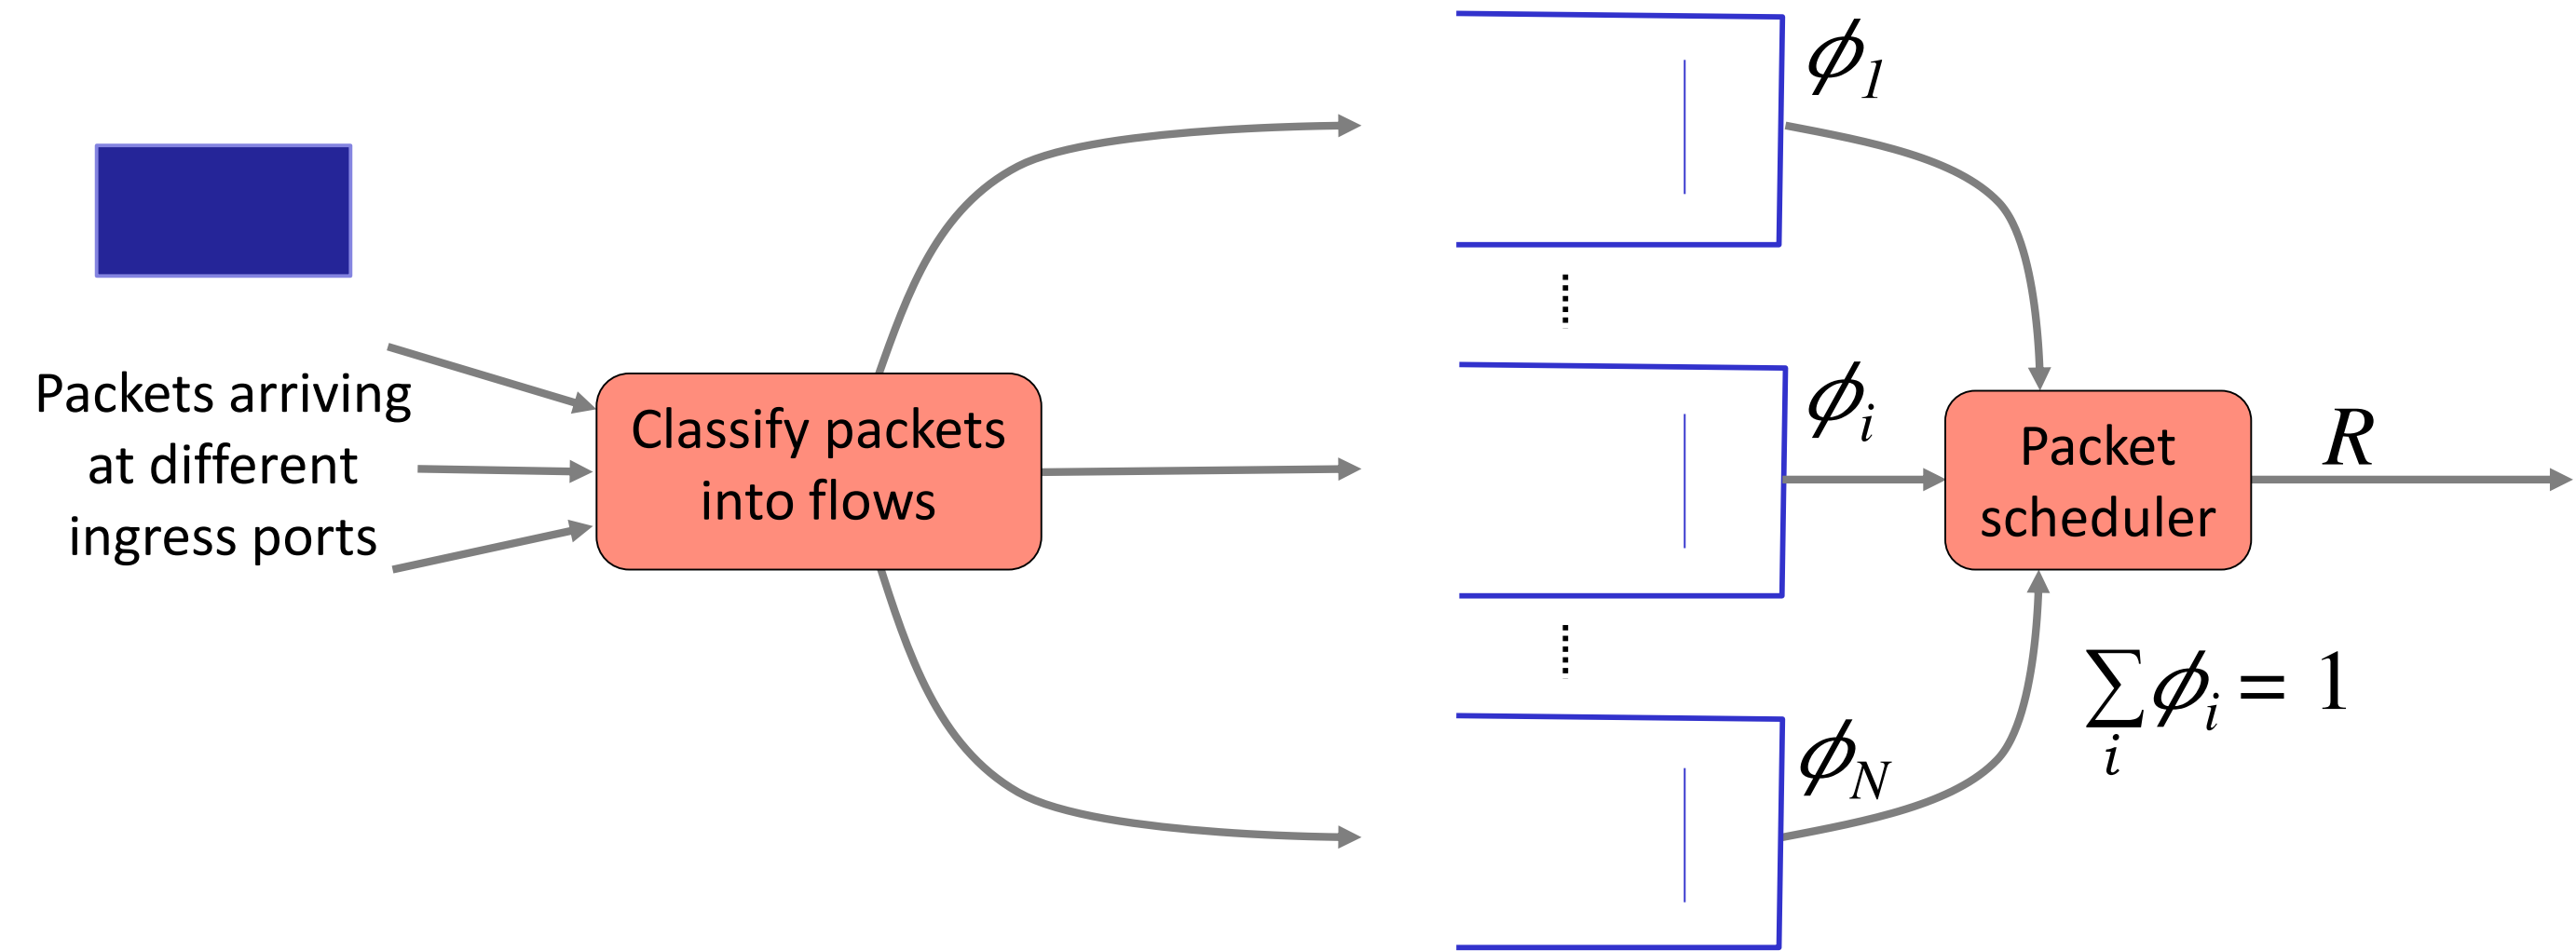 Packets arriving
at different
ingress ports
Classify packets
into flows
ϕ1
ϕi
ϕN
Packet
scheduler
R
∑ϕi = 1
i